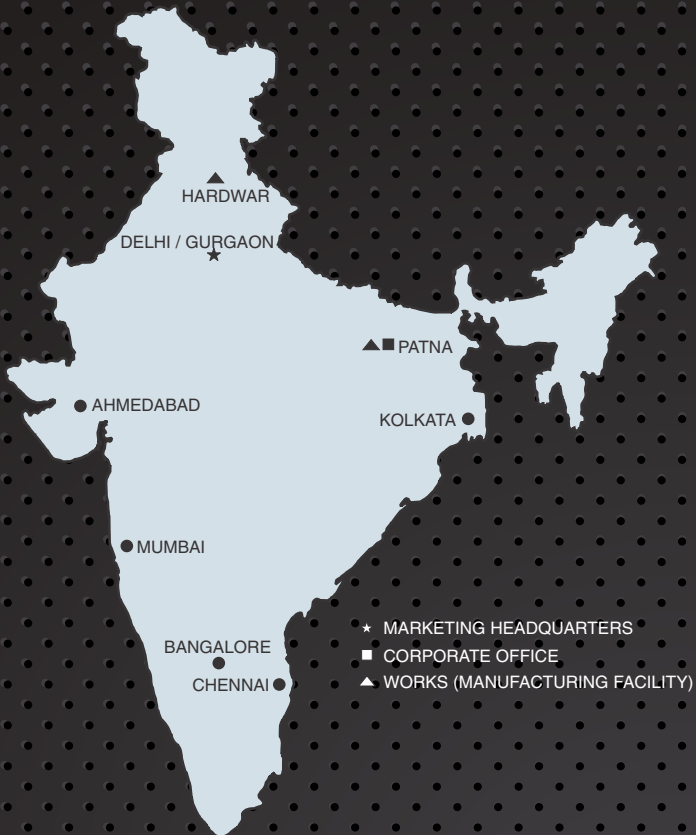 HARDWAR
DELHI / GURGAON
PATNA
AHMEDABAD
KOLKATA
MUMBAI
MARKETING HEADQUARTERS
BANGALORE
CORPORATE OFFICE
CHENNAI
WORKS (MANUFACTURING FACILITY)